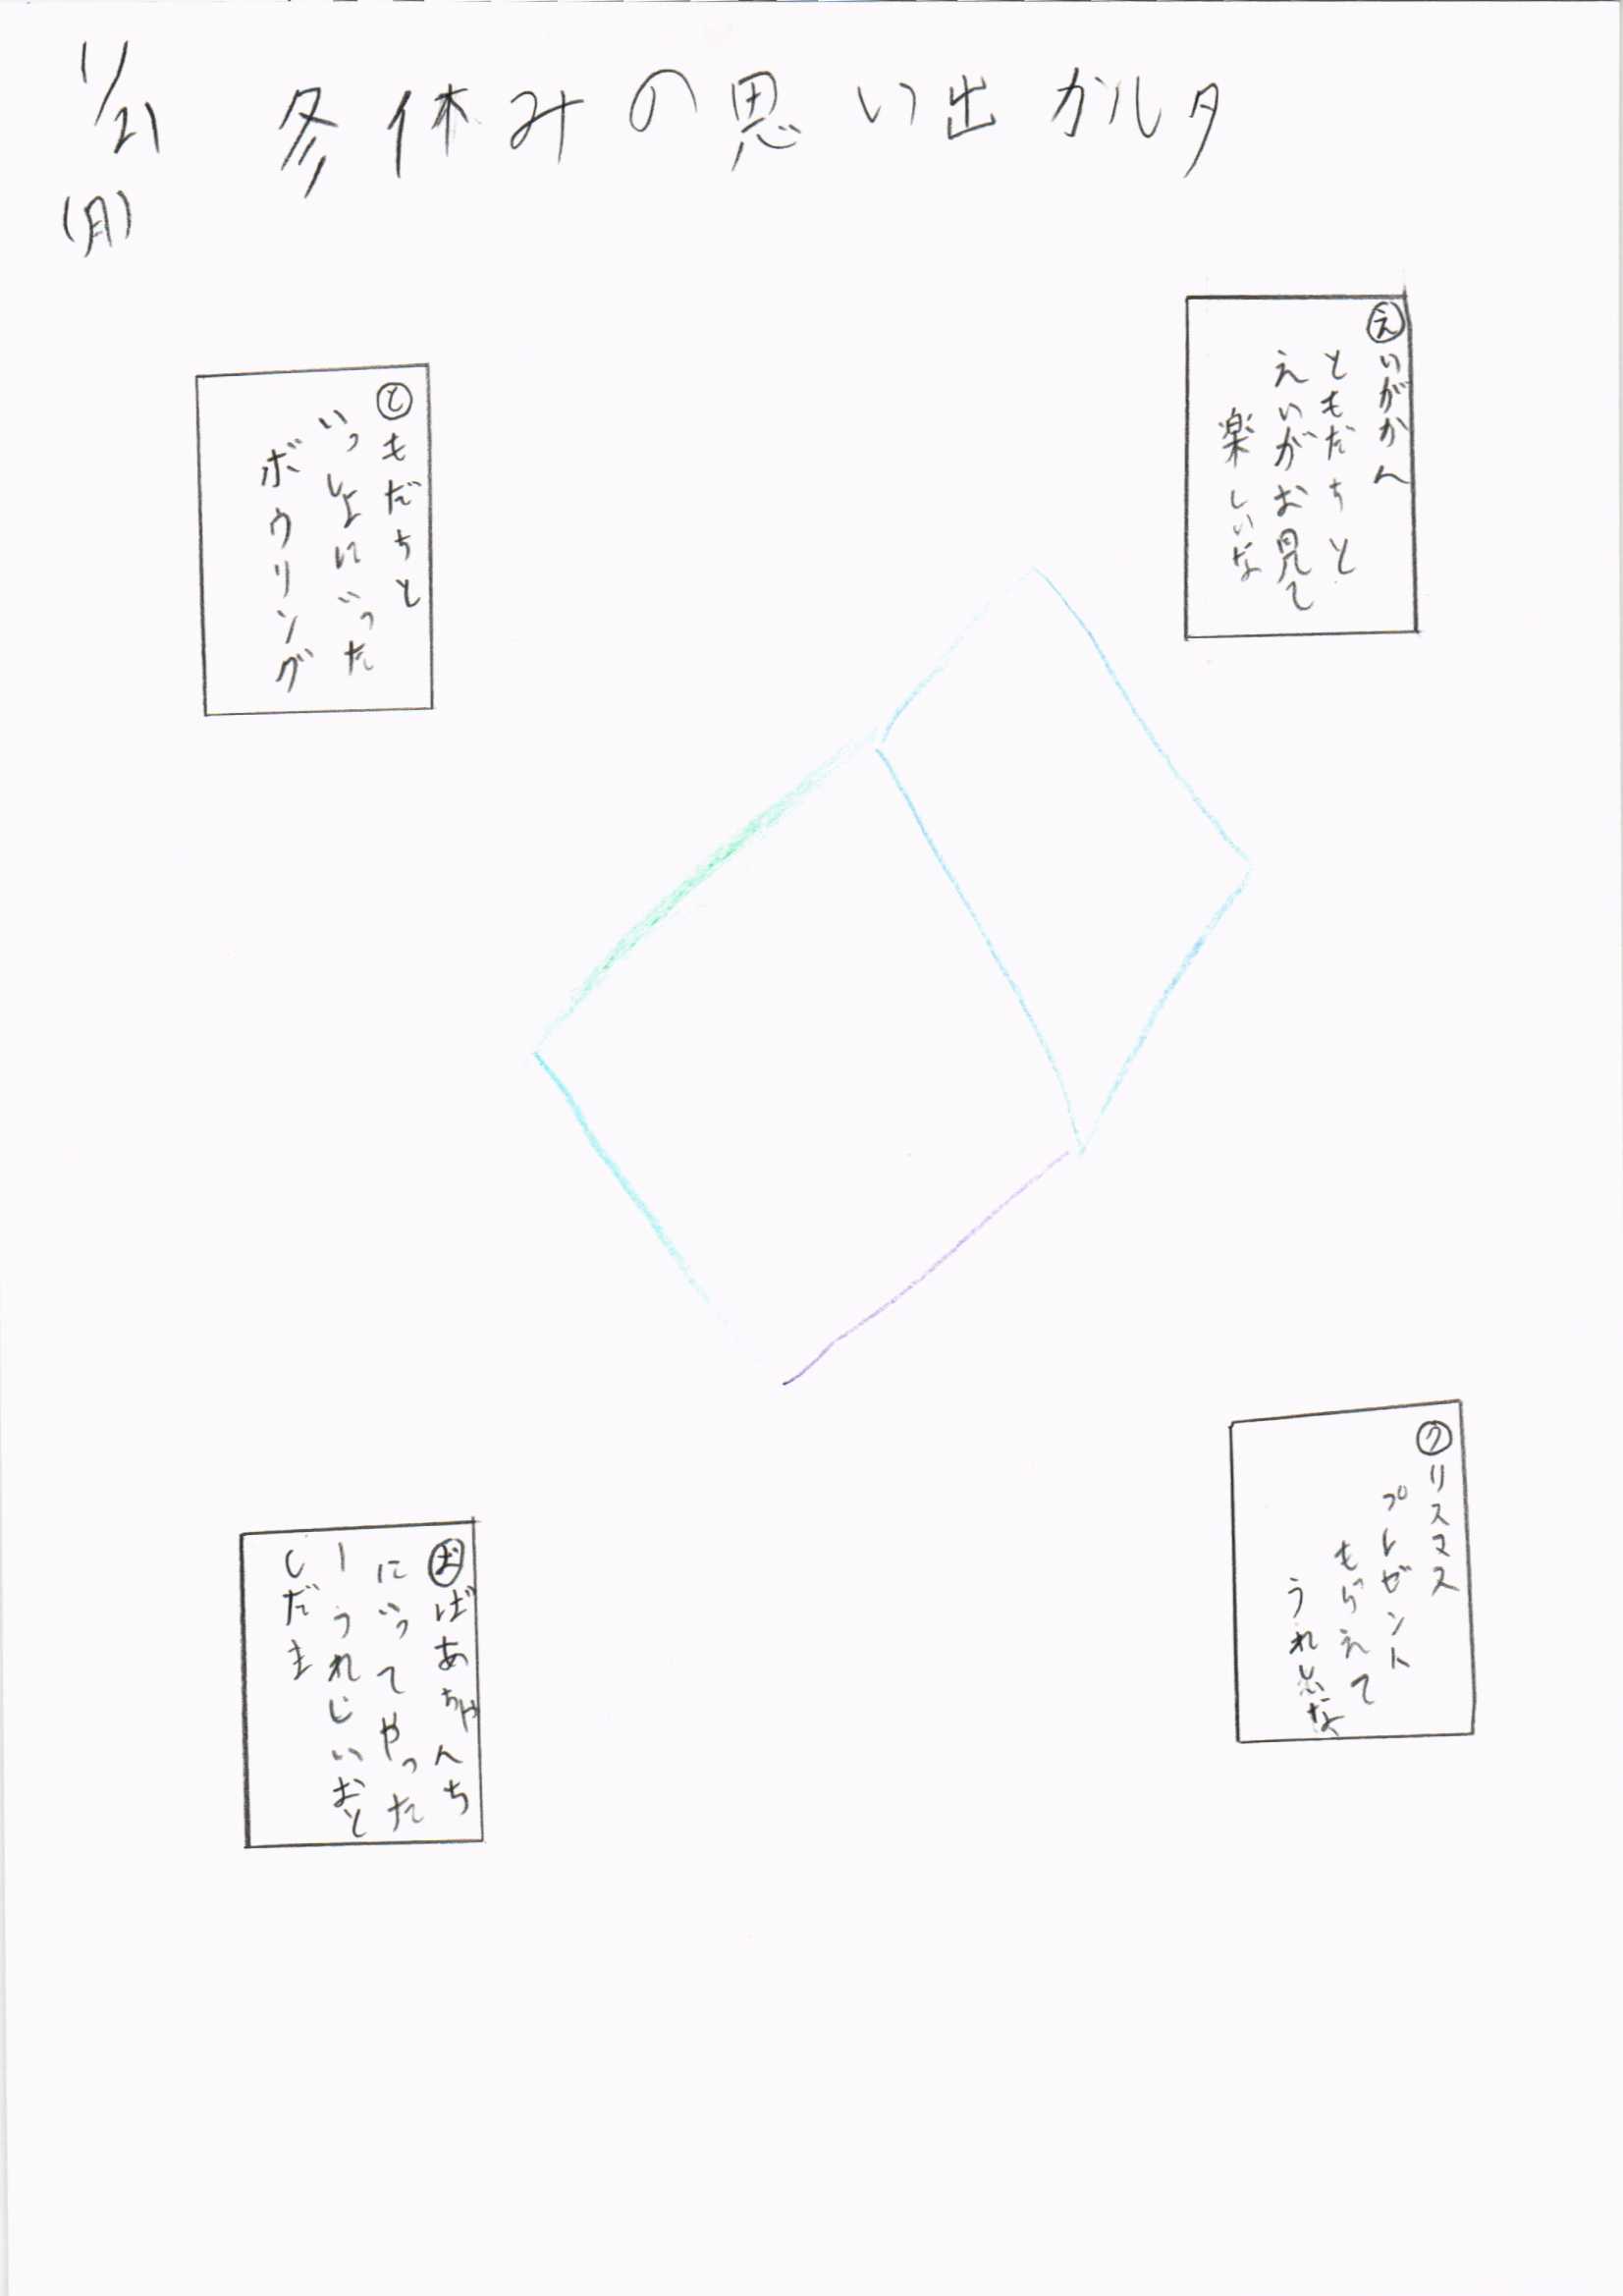 1/21
(月)
冬休みの思い出カルタ
えいがかん
ともだちと
えいがお見て
楽しいな
ともだちと
いっしょにいった
ボウリング
クリスマス
プレゼント
もらえて
うれしいな
おばあちゃんち
にいってやった
ーうれしいおと
しだま